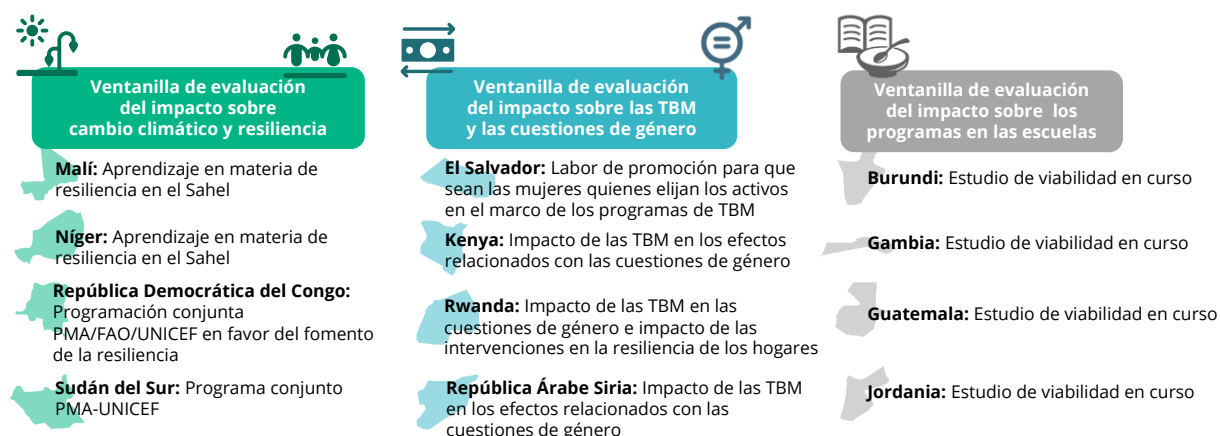 Ventanilla de evaluación
del impacto sobre
cambio climático y resiliencia
Malí: Aprendizaje en materia de
resiliencia en el Sahel
Níger: Aprendizaje en materia de
resiliencia en el Sahel
República Democrática del Congo:
Programación conjunta
PMA/FAO/UNICEF en favor del fomento
de la resiliencia
Sudán del Sur: Programa conjunto
PMA-UNICEF
Ventanilla de evaluación
del impacto sobre las TBM
y las cuestiones de género
El Salvador: Labor de promoción para que
sean las mujeres quienes elijan los activos
en el marco de los programas de TBM
Kenya: Impacto de las TBM en los efectos
relacionados con las cuestiones de género
Rwanda: Impacto de las TBM en las
cuestiones de género e impacto de las
intervenciones en la resiliencia de los hogares
República Árabe Siria: Impacto de las TBM
en los efectos relacionados con las
cuestiones de género
Ventanilla de evaluación
del impacto sobre los
programas en las escuelas
Burundi: Estudio de viabilidad en curso
Gambia: Estudio de viabilidad en curso
Guatemala: Estudio de viabilidad en curso
Jordania: Estudio de viabilidad en curso